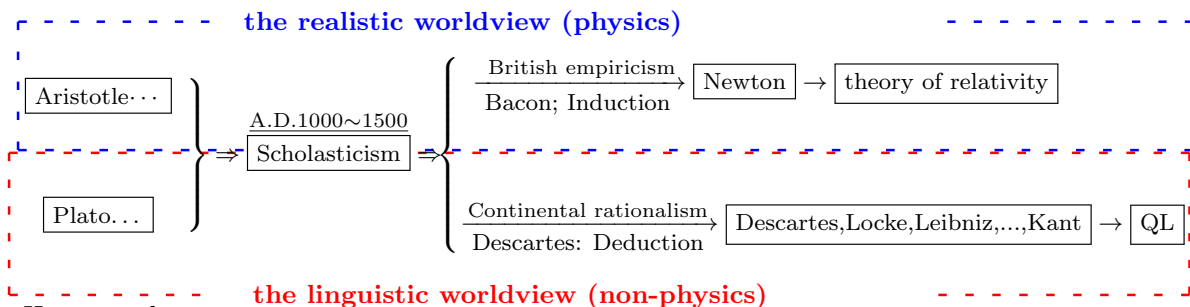 the realistic worldview (physics)
British empiricism
Aristotle···
Newton → theory of relativity
Bacon; Induction
A.D.1000∼1500
⇒ Scholasticism ⇒
Continental rationalism
Plato...
Descartes,Locke,Leibniz,...,Kant → QL
Descartes: Deduction
the linguistic worldview (non-physics)